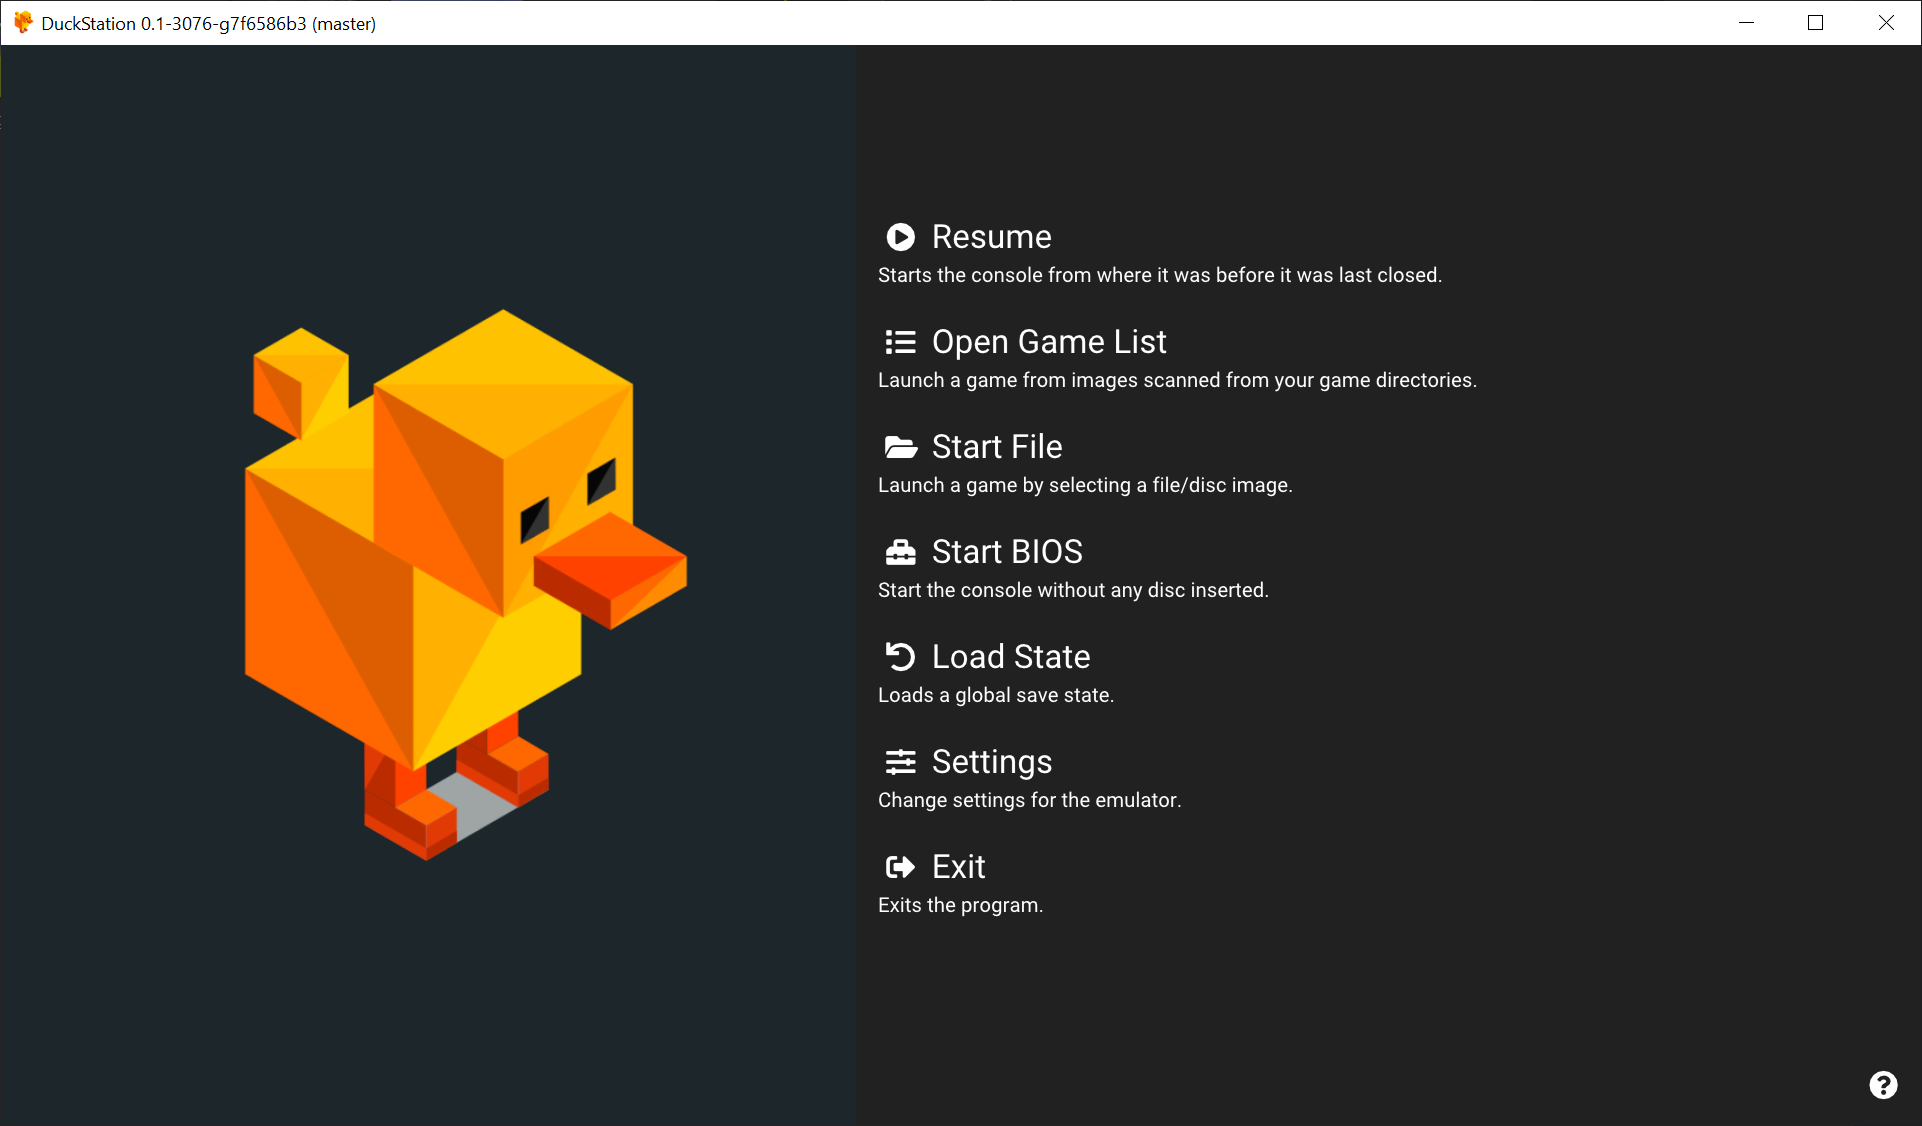 DuckStation 0.1-3076-g7f6586b3 (master)
Resume
Starts the console from where it was before it was last closed.
Open Game List
Launch a game from images scanned from your game directories.
Start File
Launch a game by selecting a file/disc image.
Start BIOS
Start the console without any disc inserted.
Load State
Loads a global save state.
Settings
Change settings for the emulator.
Exit
Exits the program.